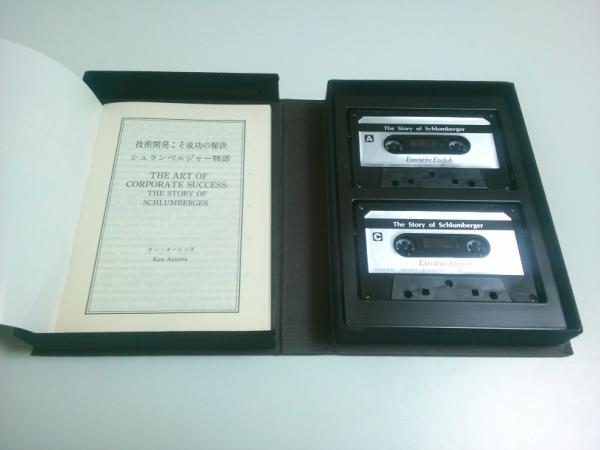 技術開発こそ成功の秘訣
シュランベルジャー物語
THE ART OF
CORPORATE SUCCESS:
THE STORY OF
SCHLUMBERGER
ケン・オーレッタ
Ken Auletta
The Story of Schlumberger
A
Executive English
The Story of Schlumberger
C
Executive English